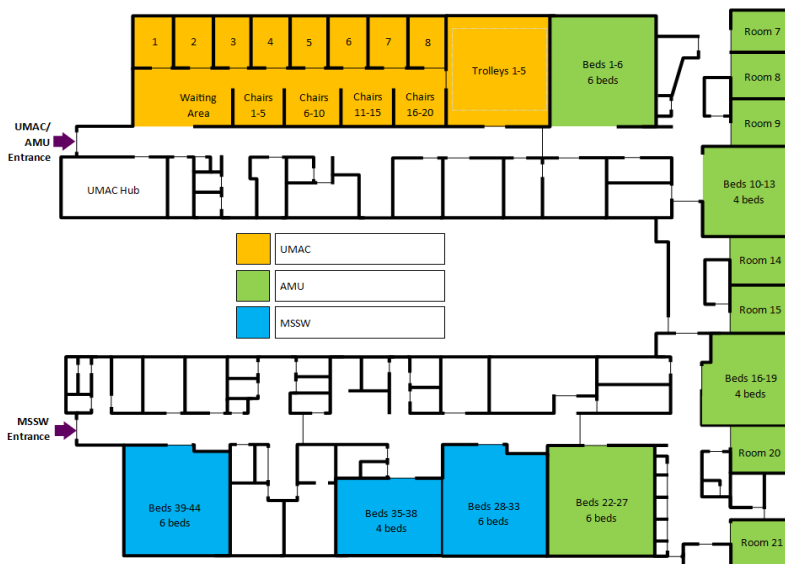 1
2
3
4
5
6
7
8
Trolleys 1-5
Beds 1-6
6 beds
Room 7
Room 8
Room 9
Waiting
Area
Chairs
1-5
Chairs
6-10
Chairs
11-15
Chairs
16-20
UMAC/
AMU
Entrance
UMAC Hub
Beds 10-13
4 beds
UMAC
AMU
MSSW
Room 14
Room 15
Beds 16-19
4 beds
MSSW
Entrance
Room 20
Beds 39-44
6 beds
Beds 35-38
4 beds
Beds 28-33
6 beds
Beds 22-27
6 beds
Room 21